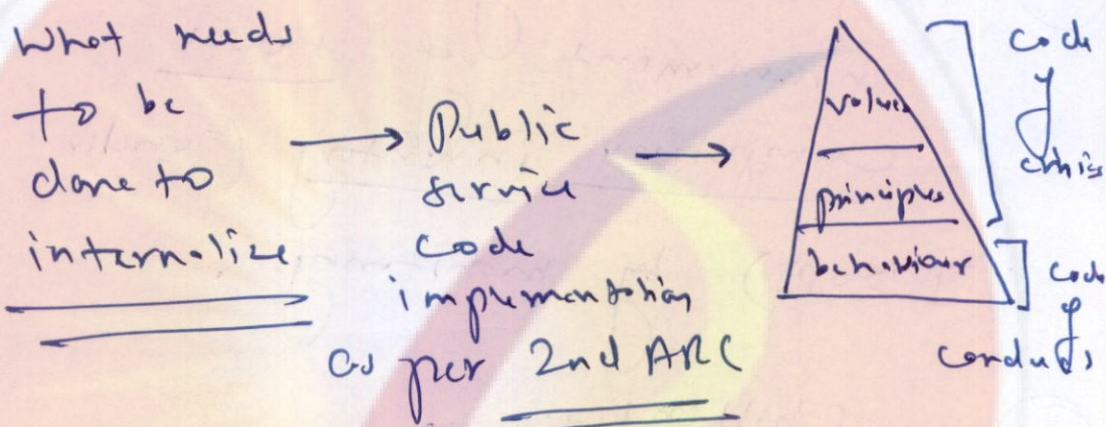 What needs
to be
done to
internalize
→ Public
service
code
implementation
as per 2nd ARC
→
values
principles
behaviour
code
of
ethics
code
of
conduct